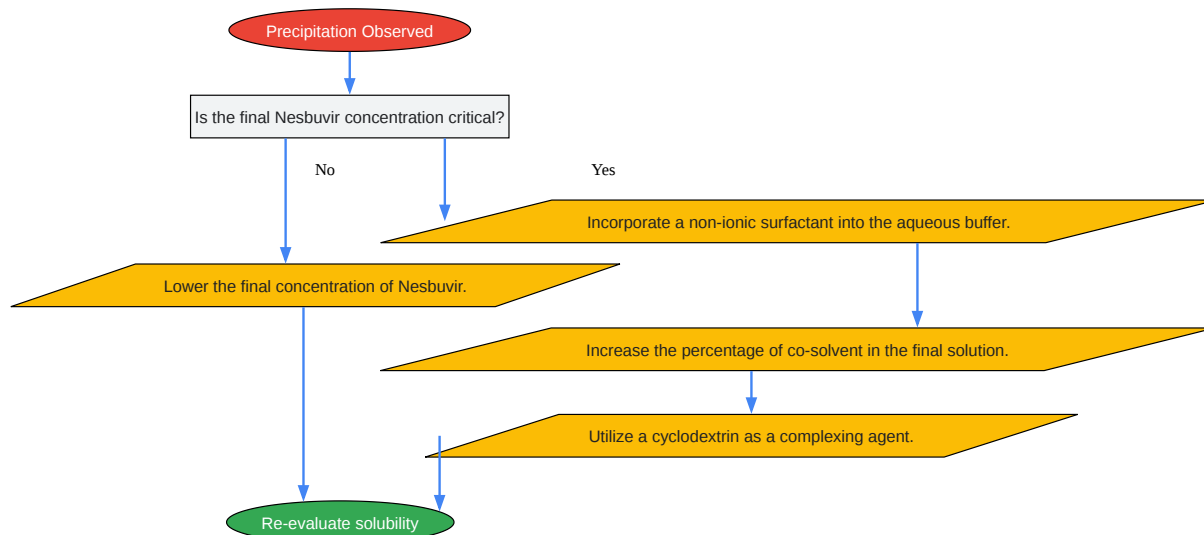 Precipitation Observed
Is the final Nesbuvir concentration critical?
No
Yes
Incorporate a non-ionic surfactant into the aqueous buffer.
Lower the final concentration of Nesbuvir.
Increase the percentage of co-solvent in the final solution.
Utilize a cyclodextrin as a complexing agent.
Re-evaluate solubility